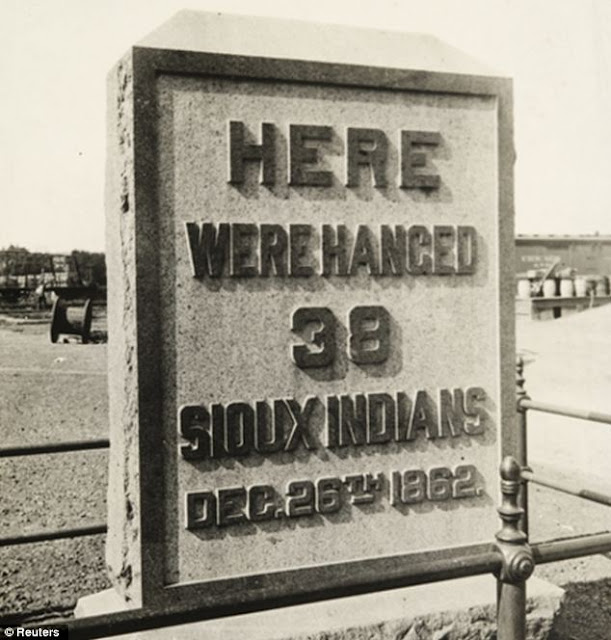 HERE
WERE HANGED
38
SIOUX INDIANS
DEC. 26TH 1862.
© Reuters